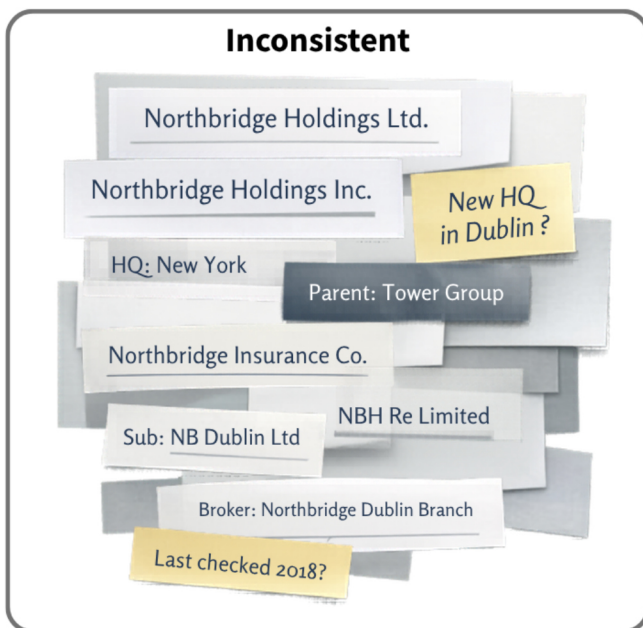 Inconsistent
Northbridge Holdings Ltd.
Northbridge Holdings Inc.
New HQ
in Dublin ?
HQ: New York
Parent: Tower Group
Northbridge Insurance Co.
NBH Re Limited
Sub: NB Dublin Ltd
Broker: Northbridge Dublin Branch
Last checked 2018?